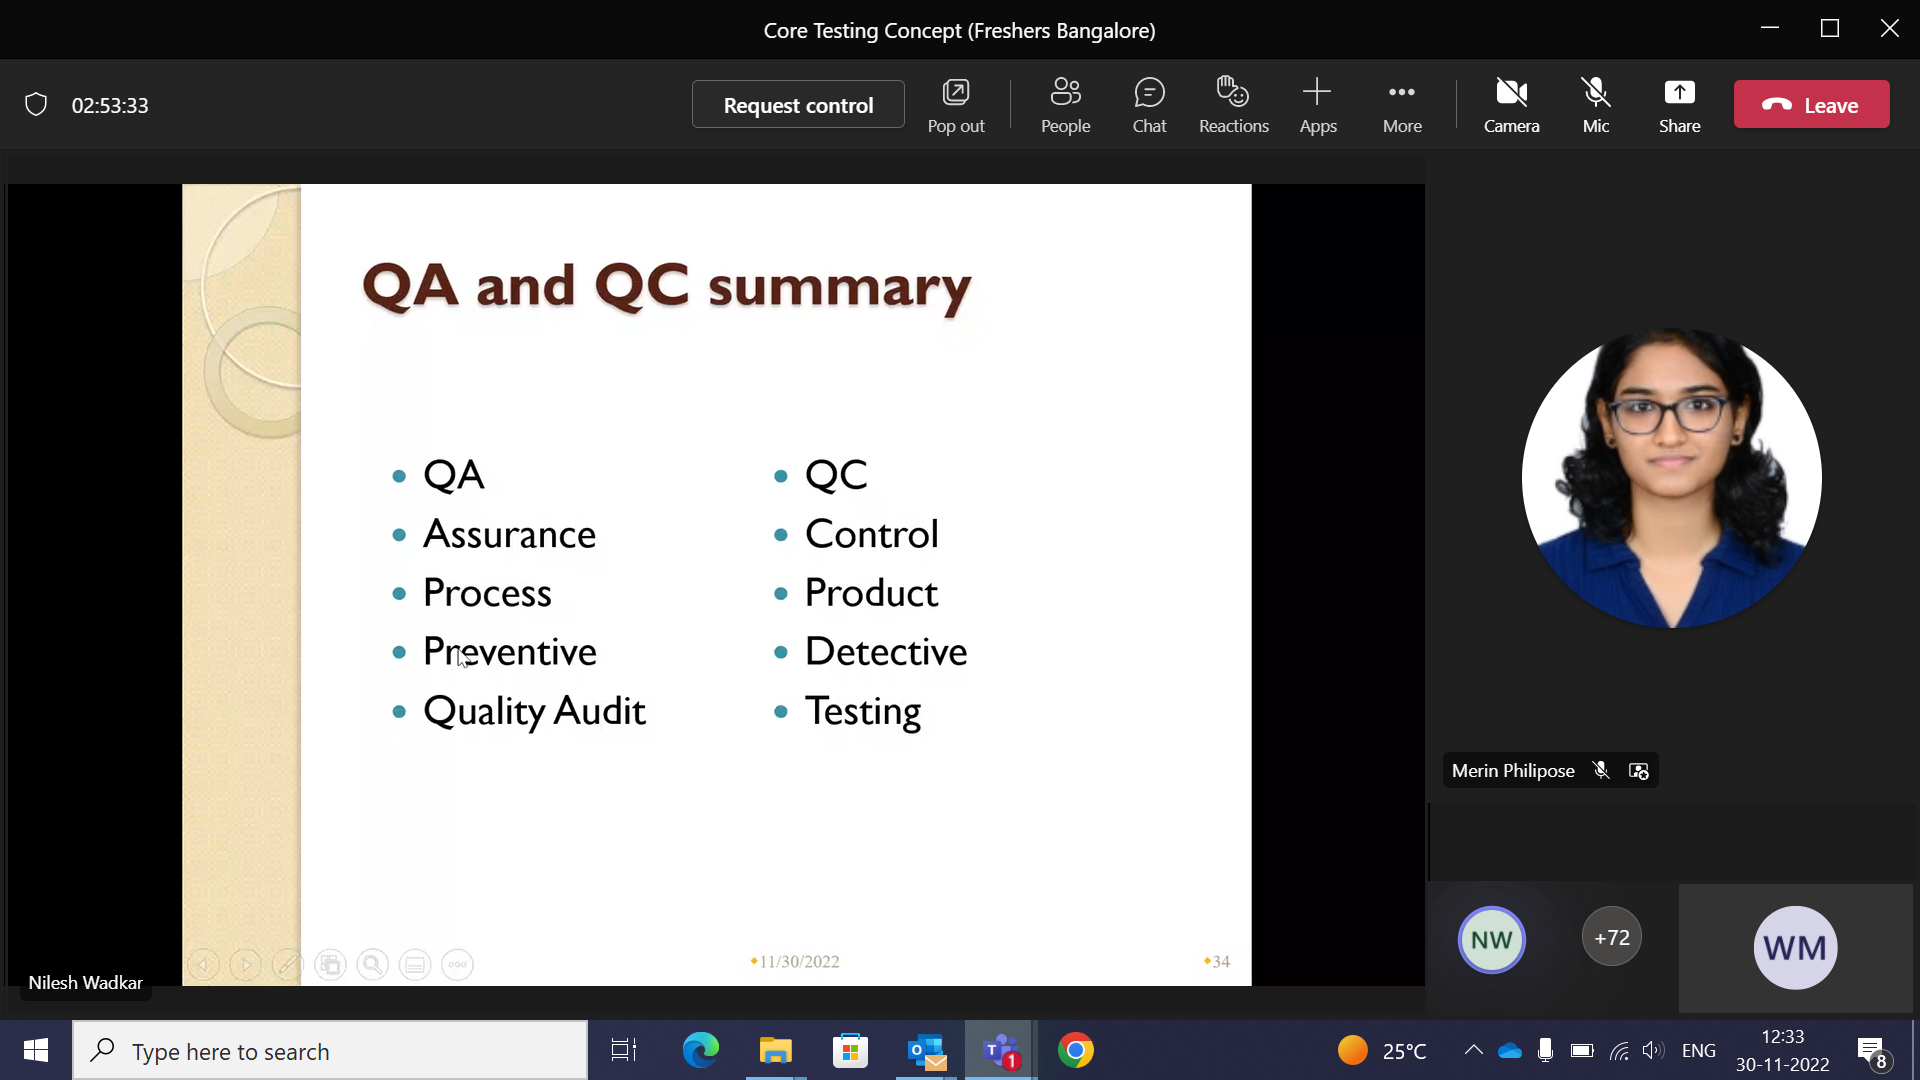 Core Testing Concept (Freshers Bangalore)
02:53:33
Request control
Pop out
People
Chat
Reactions
Apps
More
Camera
Mic
Share
Leave
QA and QC summary
QA
Assurance
Process
Preventive
Quality Audit
QC
Control
Product
Detective
Testing
11/30/2022
34
Nilesh Wadkar
Merin Philipose
NW
+72
WM
Type here to search
1
25°C
ENG
12:33
30-11-2022
8